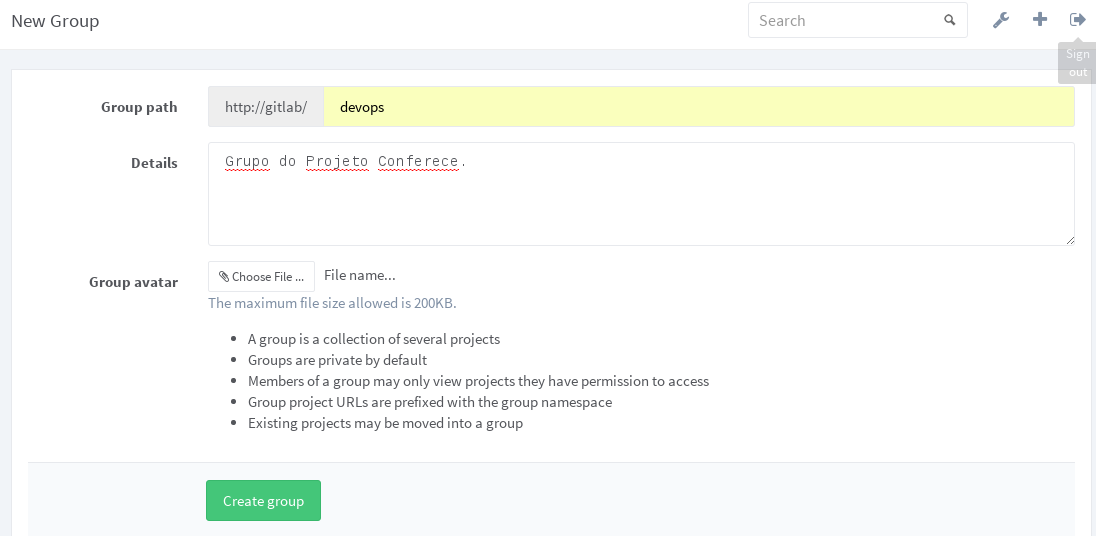 New Group
Search
Sign
out
Group path
http://gitlab/
devops
Details
Grupo do Projeto Conferece.
Group avatar
Choose File ...
File name...
The maximum file size allowed is 200KB.
A group is a collection of several projects
Groups are private by default
Members of a group may only view projects they have permission to access
Group project URLs are prefixed with the group namespace
Existing projects may be moved into a group
Create group